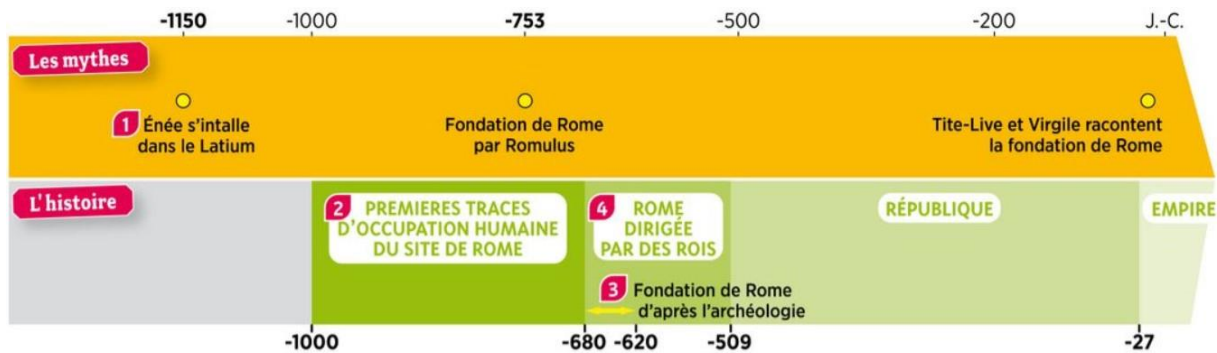 -1150 -1000 -753 -500 -200 J.-C.
Les mythes
1 Énée s'intalle
dans le Latium
Fondation de Rome
par Romulus
Tite-Live et Virgile racontent
la fondation de Rome
L'histoire
2 PREMIERES TRACES
D'OCCUPATION HUMAINE
DU SITE DE ROME
4 ROME
DIRIGÉE
PAR DES ROIS
RÉPUBLIQUE
EMPIRE
3 Fondation de Rome
d'après l'archéologie
-1000 -680 -620 -509 -27